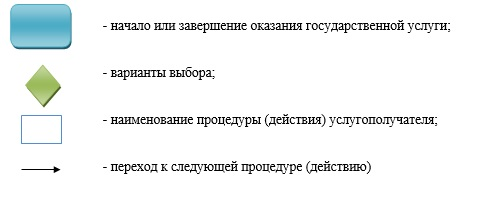 - начало или завершение оказания государственной услуги;
- варианты выбора;
- наименование процедуры (действия) услугополучателя;
- переход к следующей процедуре (действию)